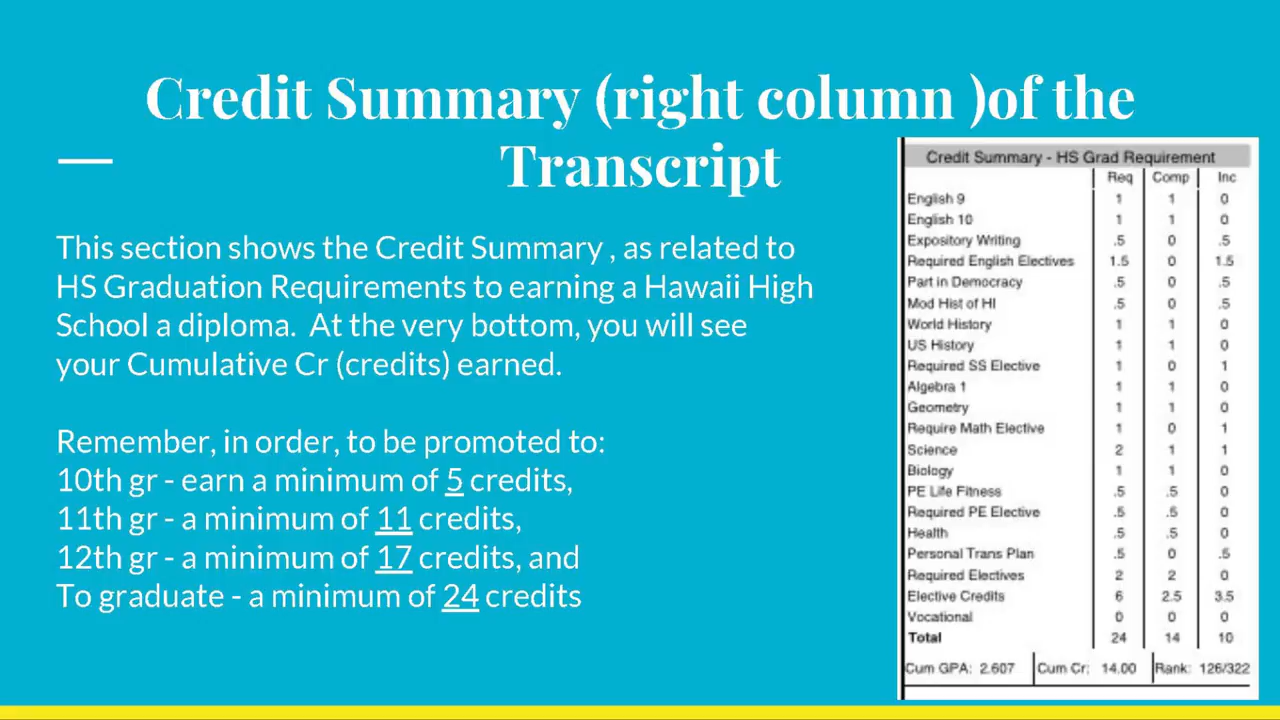 Credit Summary (right column )of the
Transcript
This section shows the Credit Summary , as related to
HS Graduation Requirements to earning a Hawaii High
School a diploma. At the very bottom, you will see
your Cumulative Cr (credits) earned.
Remember, in order, to be promoted to:
10th gr - earn a minimum of 5 credits,
11th gr - a minimum of 11 credits,
12th gr - a minimum of 17 credits, and
To graduate - a minimum of 24 credits
Credit Summary - HS Grad Requirement
Req Comp Inc
English 9 1 1 0
English 10 1 1 0
Expository Writing .5 0 .5
Required English Electives 1.5 0 1.5
Part in Democracy .5 0 .5
Mod Hist of HI .5 0 .5
World History 1 1 0
US History 1 1 0
Required SS Elective 1 0 1
Algebra 1 1 1 0
Geometry 1 1 0
Require Math Elective 1 0 1
Science 2 1 1
Biology 1 1 0
PE Life Fitness .5 .5 0
Required PE Elective .5 .5 0
Health .5 .5 0
Personal Trans Plan .5 0 .5
Required Electives 2 2 0
Elective Credits 6 2.5 3.5
Vocational 0 0 0
Total 24 14 10
Cum GPA: 2.607 Cum Cr: 14.00 Rank: 126/322